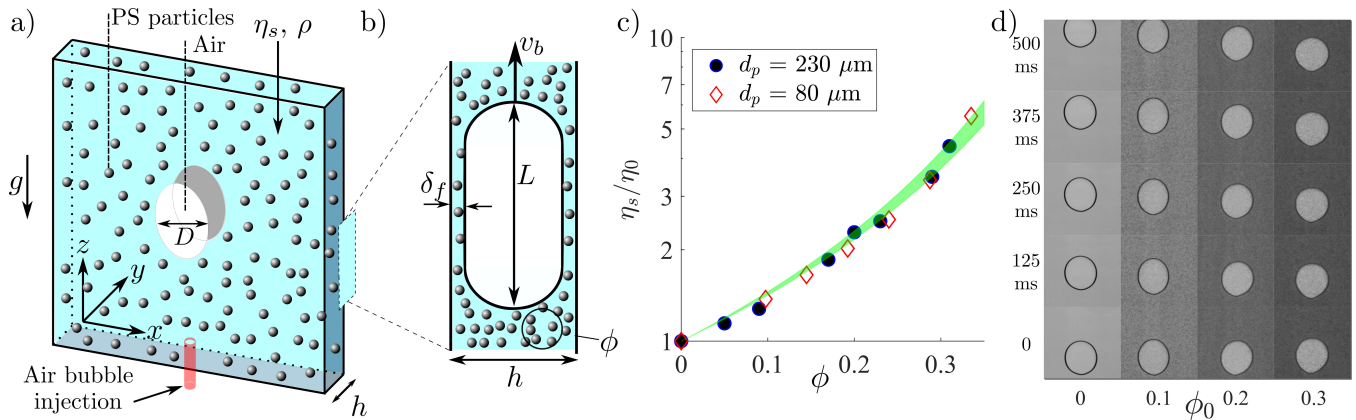 a)
PS particles
Air
η_s, ρ
g
D
z
y
x
Air bubble
injection
h
b)
v_b
δ_f
L
ϕ
h
c)
d_p = 230 μm
d_p = 80 μm
η_s/η_0
10
5
4
3
2
1
0
0.1
0.2
0.3
ϕ
d)
500
ms
375
ms
250
ms
125
ms
0
0
0.1
ϕ_0
0.2
0.3